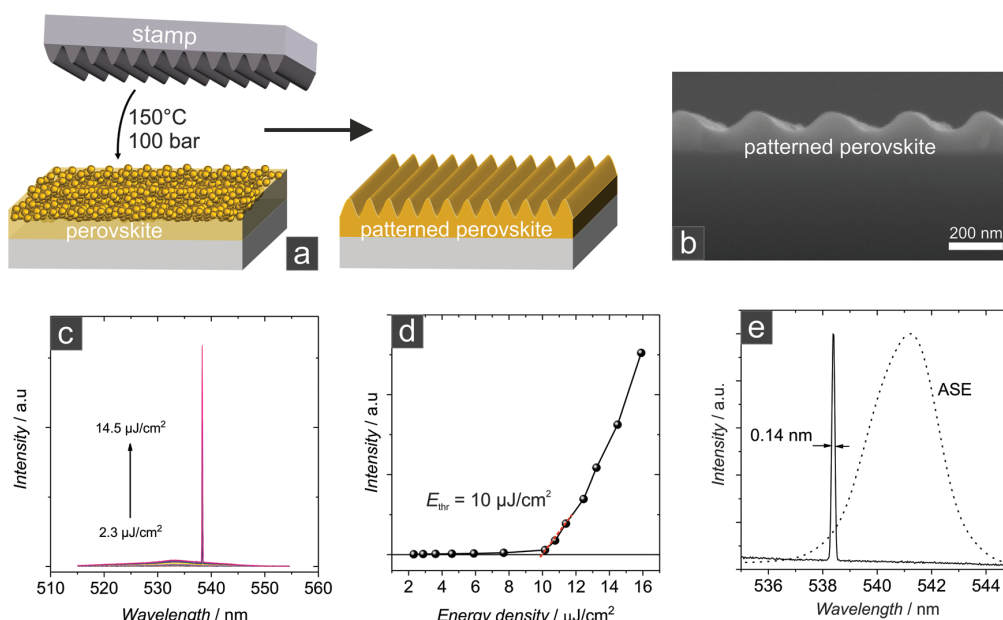 stamp
150°C
100 bar
perovskite
a
patterned perovskite
patterned perovskite
b
200 nm
c
Intensity / a.u
14.5 µJ/cm²
2.3 µJ/cm²
510 520 530 540 550 560
Wavelength / nm
d
Intensity / a.u
Ethr = 10 µJ/cm²
2 4 6 8 10 12 14 16
Energy density / µJ/cm²
e
Intensity / a.u.
ASE
0.14 nm
536 538 540 542 544
Wavelength / nm